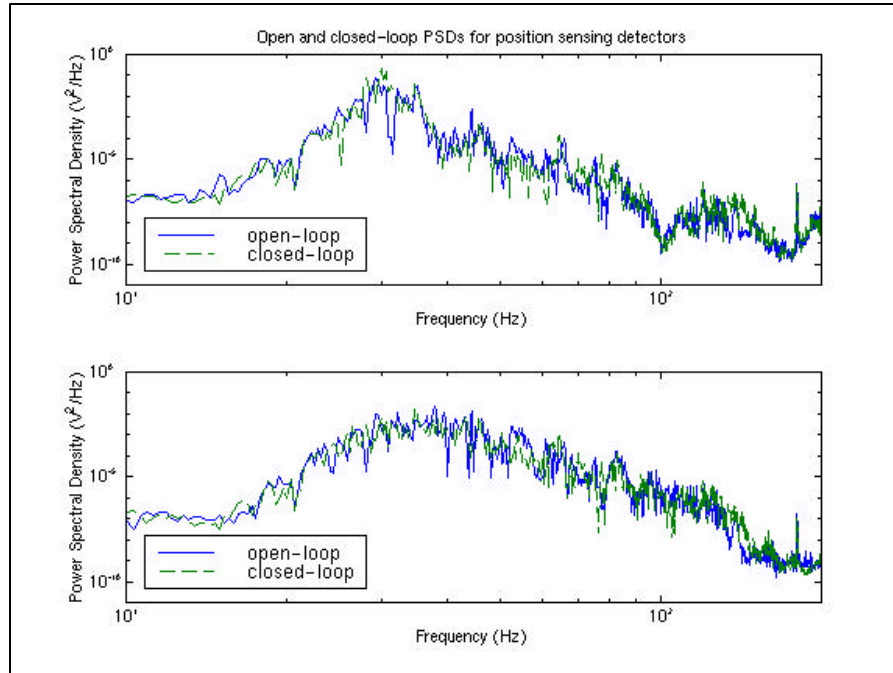 Open and closed-loop PSDs for position sensing detectors
Power Spectral Density (V²/Hz)
10⁶
10⁻⁵
10⁻¹⁶
open-loop
closed-loop
10¹
10²
Frequency (Hz)
Power Spectral Density (V²/Hz)
10⁶
10⁻⁵
10⁻¹⁶
open-loop
closed-loop
10¹
10²
Frequency (Hz)